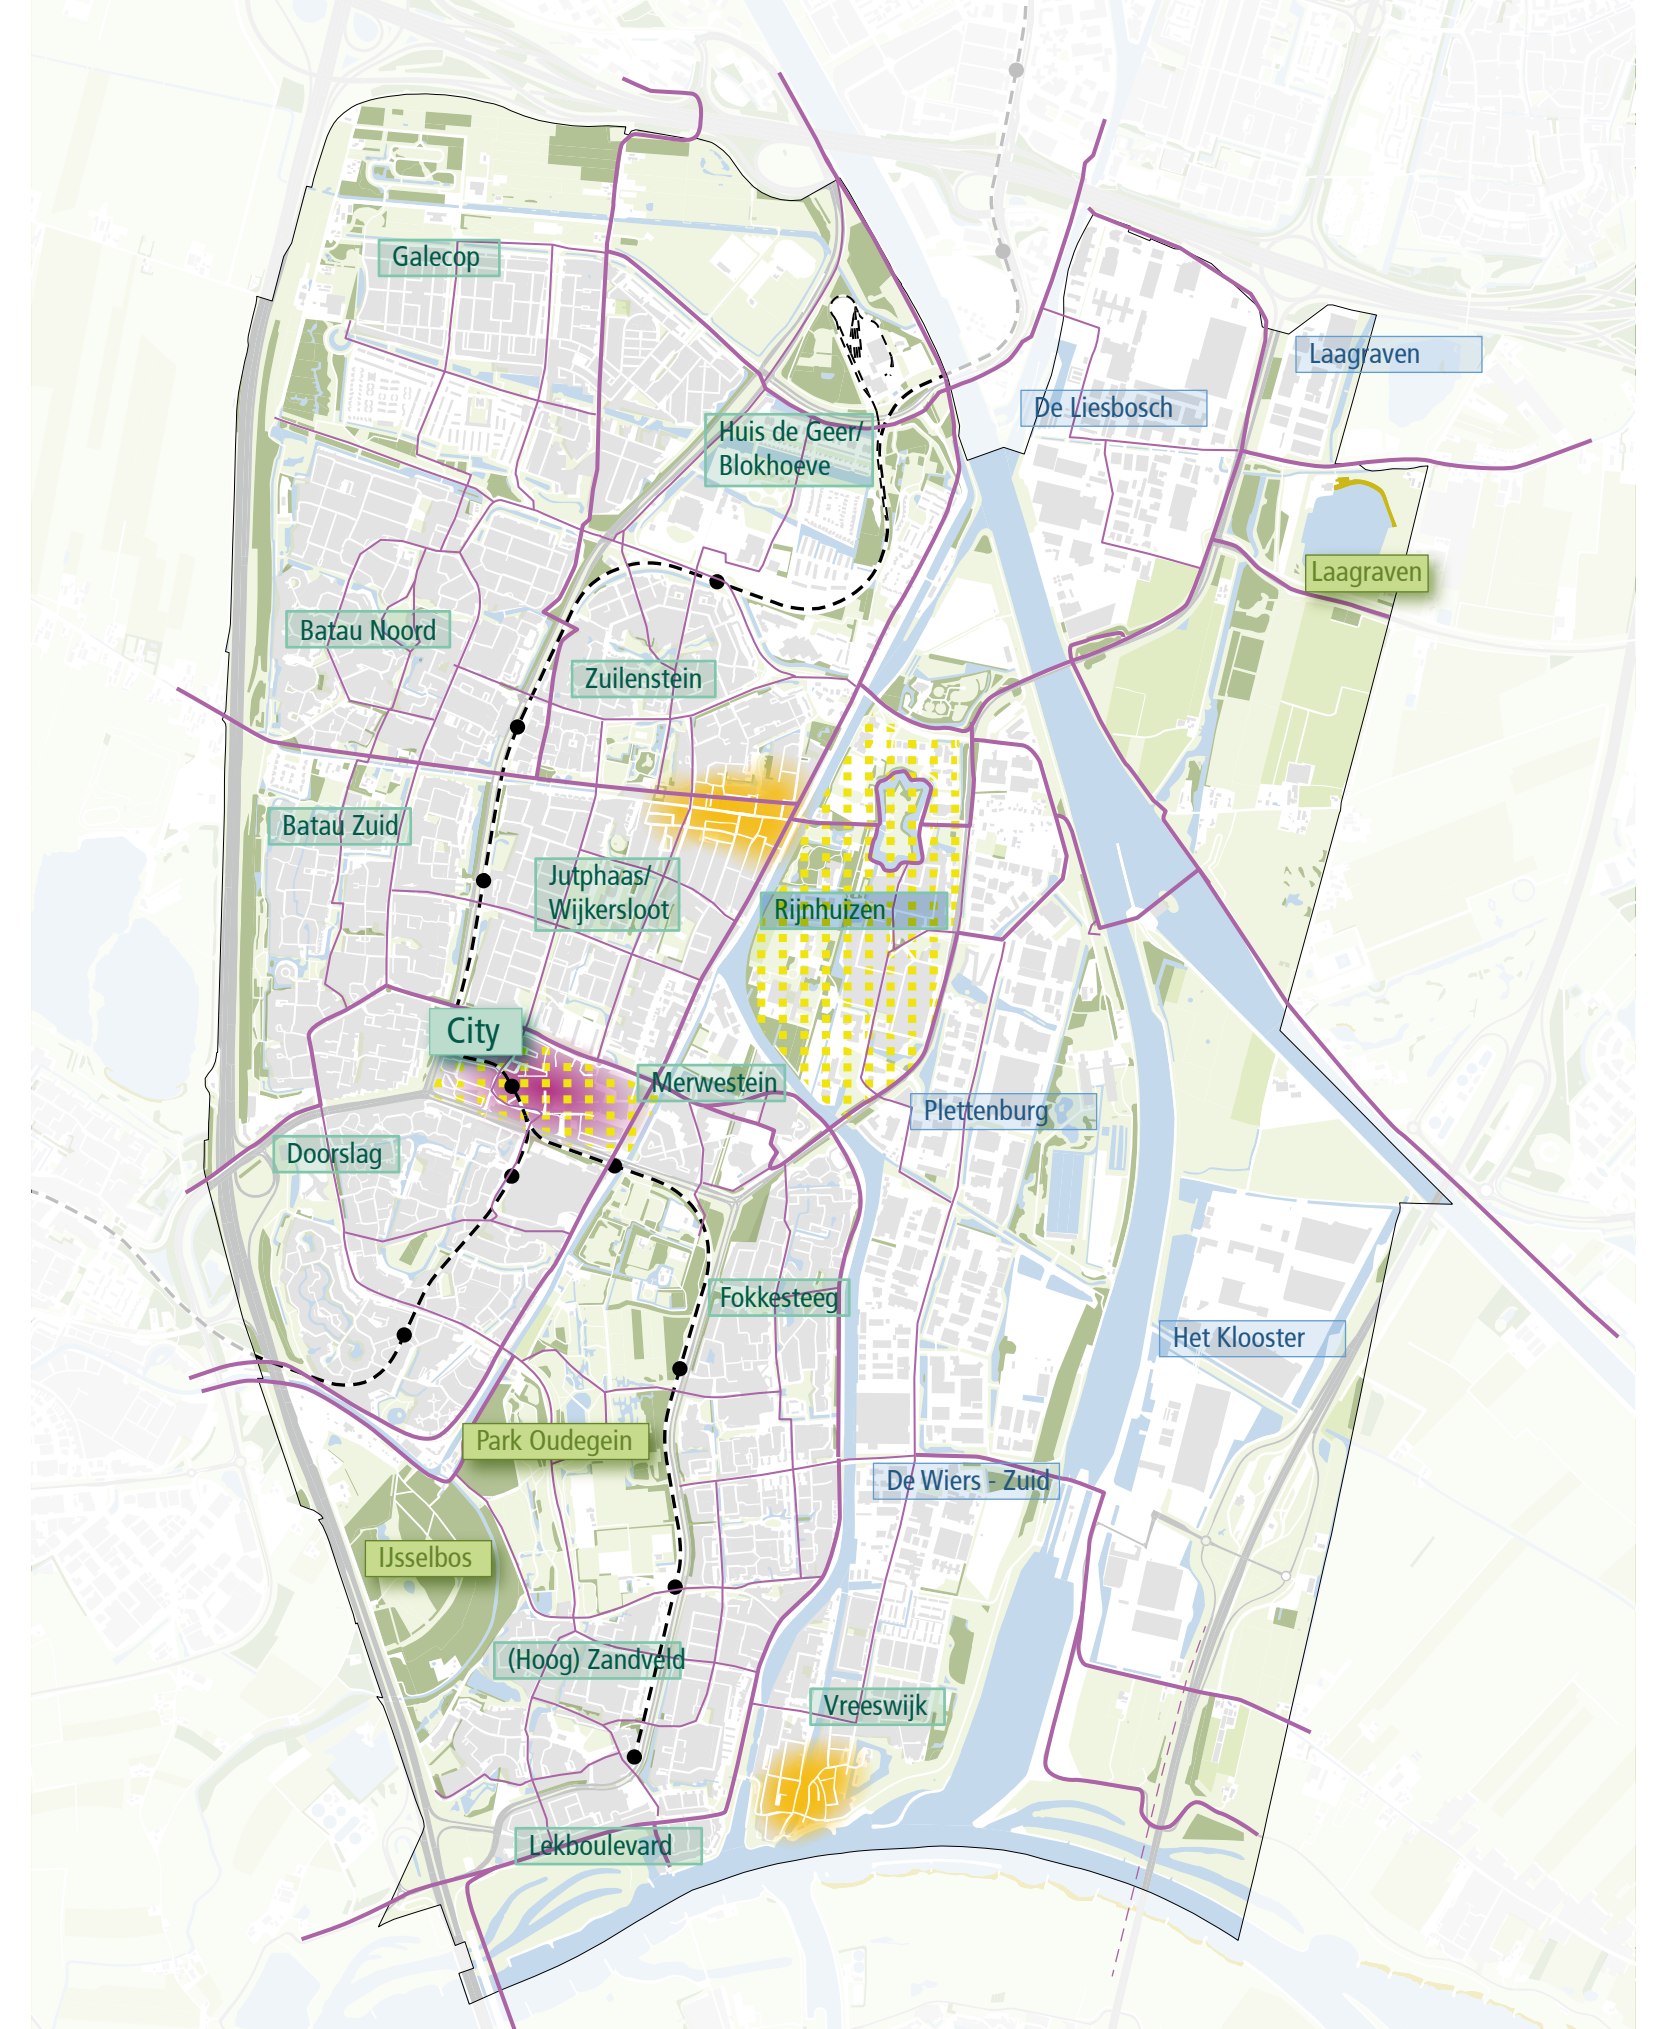 Galecop
Laagraven
De Liesbosch
Huis de Geer/
Blokhoeve
Laagraven
Batau Noord
Zuilenstein
Batau Zuid
Jutphaas/
Wijkersloot
Rijnhuizen
City
Merwestein
Plettenburg
Doorslag
Fokkesteeg
Het Klooster
Park Oudegein
De Wiers - Zuid
IJsselbos
(Hoog) Zandveld
Vreeswijk
Lekboulevard